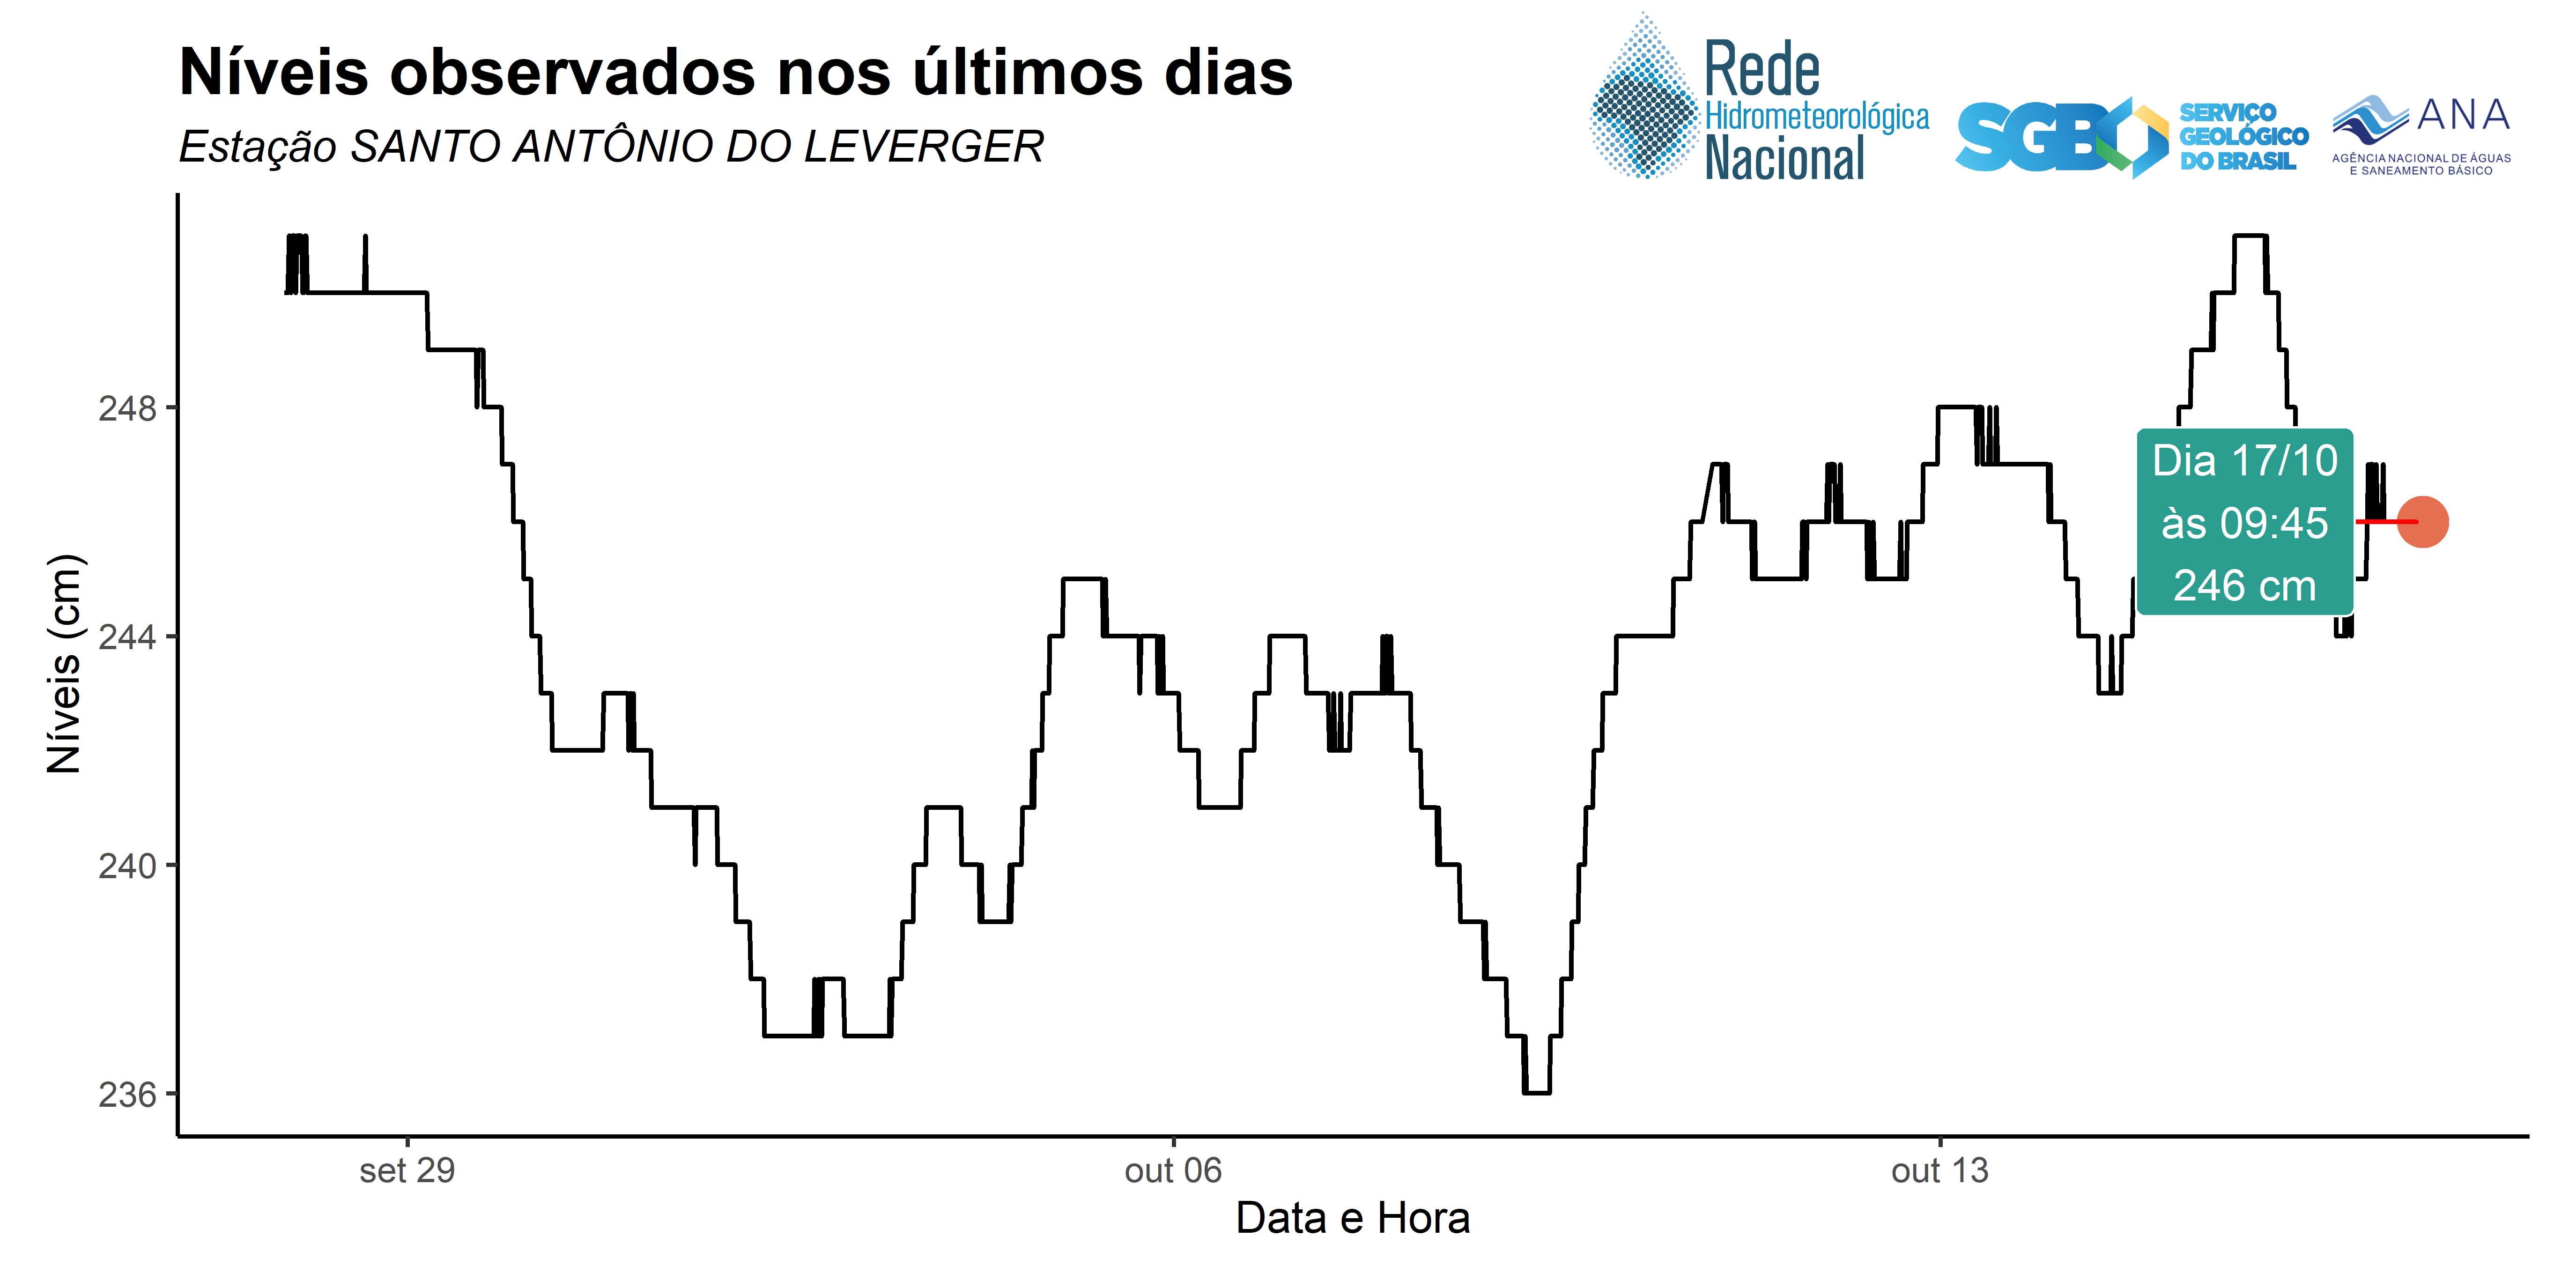 Níveis observados nos últimos dias
Estação SANTO ANTÔNIO DO LEVERGER
Rede
Hidrometeorológica
Nacional
SGB
SERVIÇO
GEOLÓGICO
DO BRASIL
ANA
AGÊNCIA NACIONAL DE ÁGUAS
E SANEAMENTO BÁSICO
Níveis (cm)
248
244
240
236
Dia 17/10
às 09:45
246 cm
set 29
out 06
out 13
Data e Hora